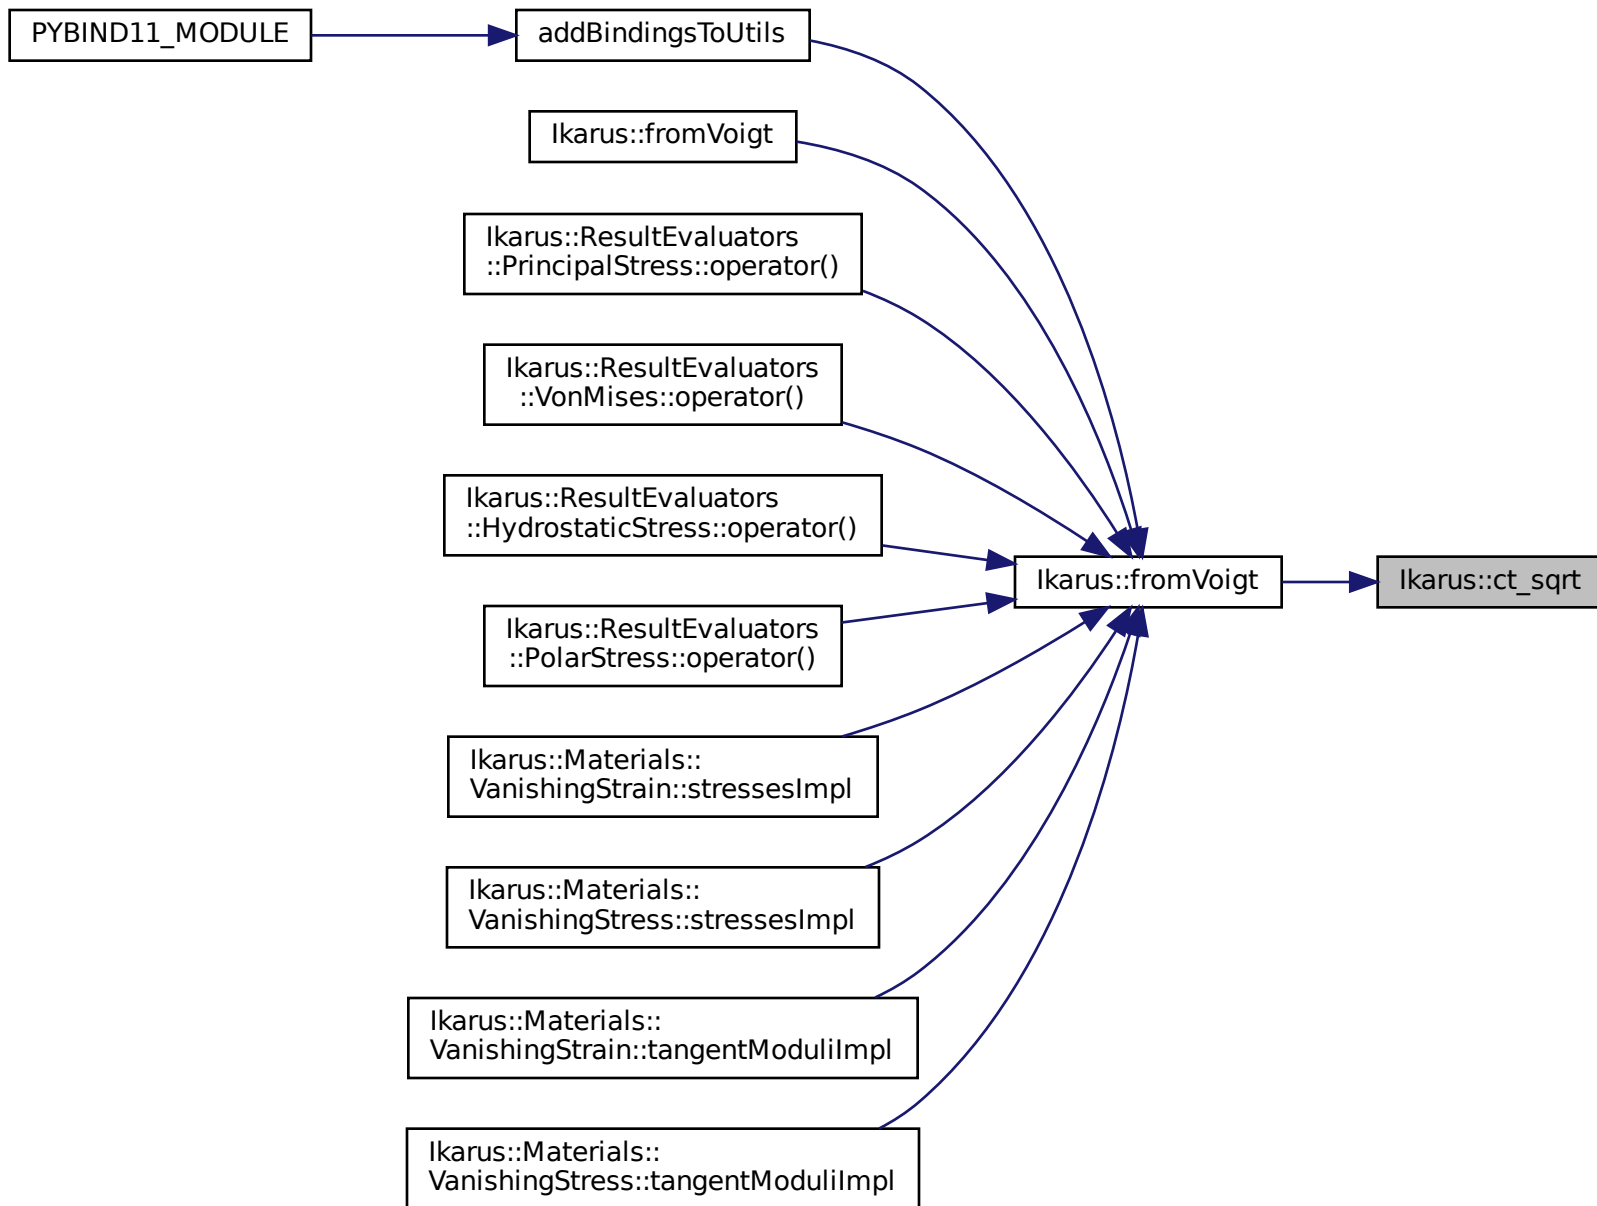 PYBIND11_MODULE
addBindingsToUtils
Ikarus::fromVoigt
Ikarus::ResultEvaluators
::PrincipalStress::operator()
Ikarus::ResultEvaluators
::VonMises::operator()
Ikarus::ResultEvaluators
::HydrostaticStress::operator()
Ikarus::fromVoigt
Ikarus::ct_sqrt
Ikarus::ResultEvaluators
::PolarStress::operator()
Ikarus::Materials::
VanishingStrain::stressesImpl
Ikarus::Materials::
VanishingStress::stressesImpl
Ikarus::Materials::
VanishingStrain::tangentModuliImpl
Ikarus::Materials::
VanishingStress::tangentModuliImpl